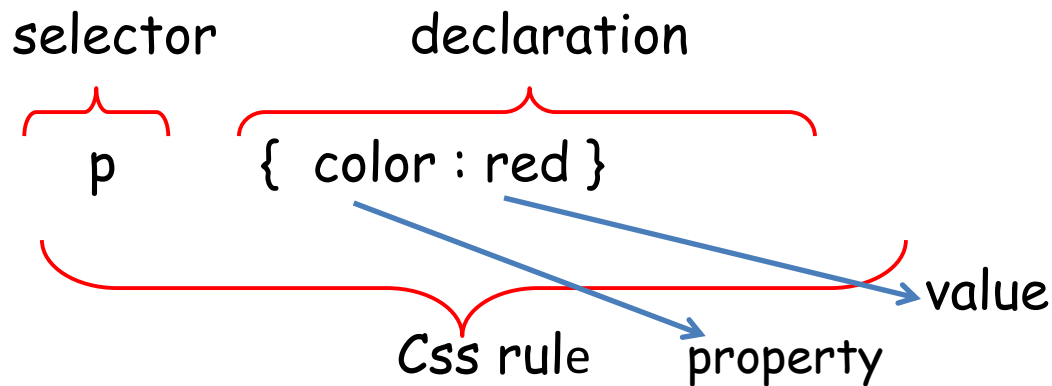 selector declaration
p { color : red }
value
Css rule property